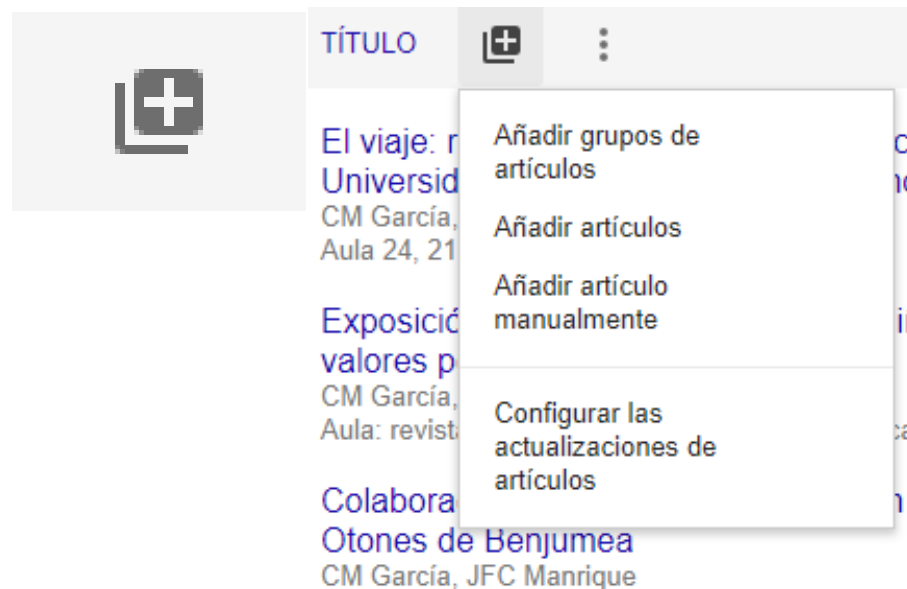 TÍTULO
El viaje: r
Universid
CM García,
Aula 24, 21
Exposició
valores p
CM García,
Aula: revist
Colabora
Otones de Benjumea
CM García, JFC Manrique
Añadir grupos de
artículos
Añadir artículos
Añadir artículo
manualmente
Configurar las
actualizaciones de
artículos